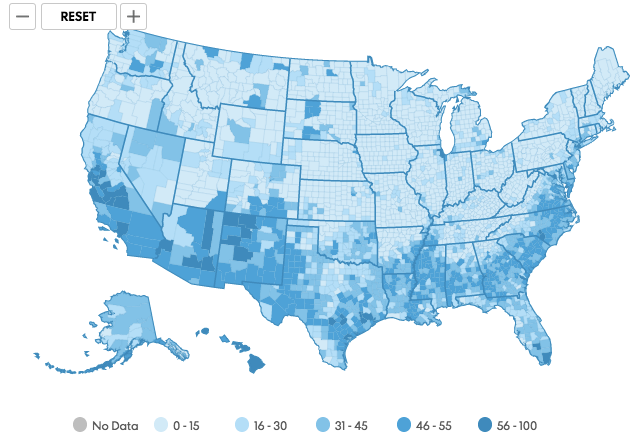 — RESET +
No Data 0 - 15 16 - 30 31 - 45 46 - 55 56 - 100